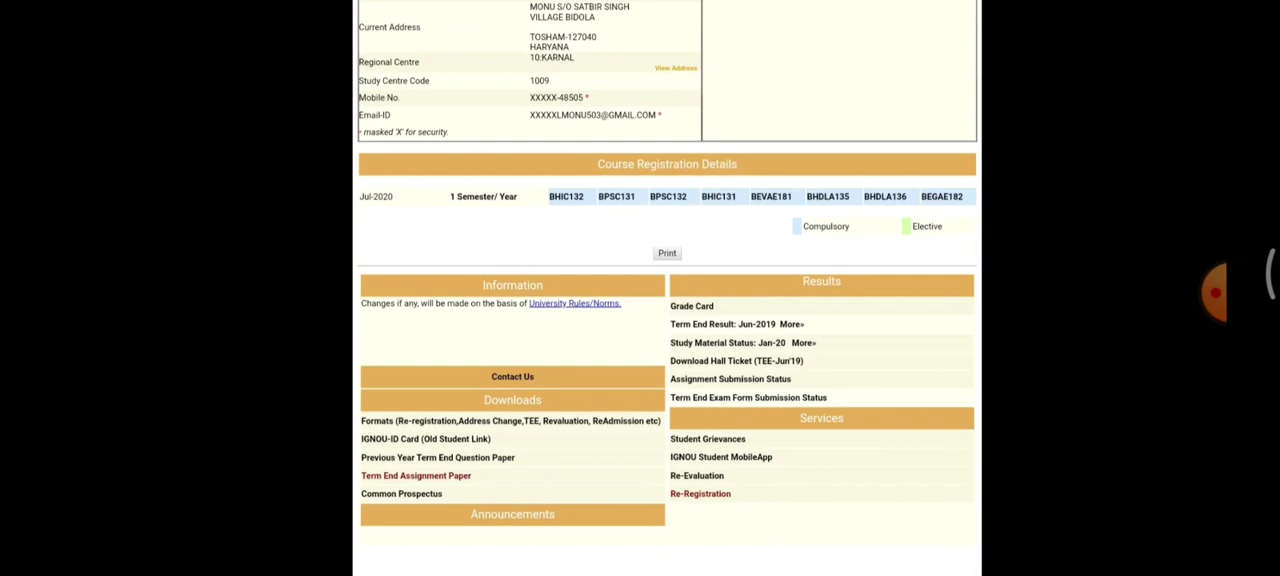 MONU S/O SATBIR SINGH
VILLAGE BIDOLA
Current Address
TOSHAM-127040
HARYANA
Regional Centre 10:KARNAL
View Address
Study Centre Code 1009
Mobile No. XXXXX-48505 *
Email-ID XXXXXLMONU503@GMAIL.COM *
* masked 'X' for security.
Course Registration Details
Jul-2020 1 Semester/ Year BHIC132 BPSC131 BPSC132 BHIC131 BEVAE181 BHDLA135 BHDLA136 BEGAE182
Compulsory Elective
Print
Information
Changes if any, will be made on the basis of University Rules/Norms.
Contact Us
Downloads
Formats (Re-registration,Address Change,TEE, Revaluation, ReAdmission etc)
IGNOU-ID Card (Old Student Link)
Previous Year Term End Question Paper
Term End Assignment Paper
Common Prospectus
Announcements
Results
Grade Card
Term End Result: Jun-2019 More»
Study Material Status: Jan-20 More»
Download Hall Ticket (TEE-Jun'19)
Assignment Submission Status
Term End Exam Form Submission Status
Services
Student Grievances
IGNOU Student MobileApp
Re-Evaluation
Re-Registration